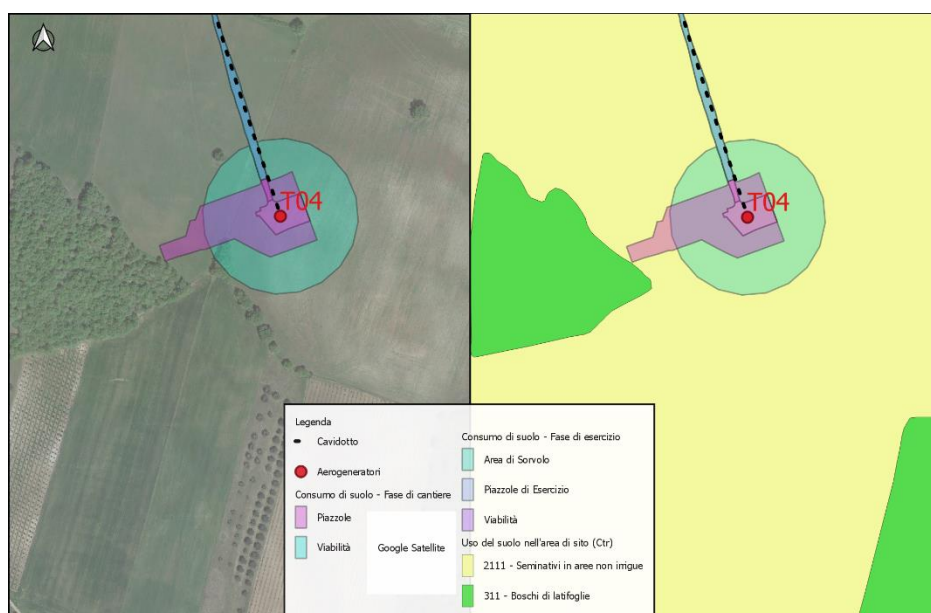 T04
T04
Legenda
Cavidotto
Aerogeneratori
Consumo di suolo - Fase di cantiere
Piazzole
Viabilità
Google Satellite
Consumo di suolo - Fase di esercizio
Area di Sorvolo
Piazzole di Esercizio
Viabilità
Uso del suolo nell'area di sito (Ctr)
2111 - Seminativi in aree non irrigue
311 - Boschi di latifoglie